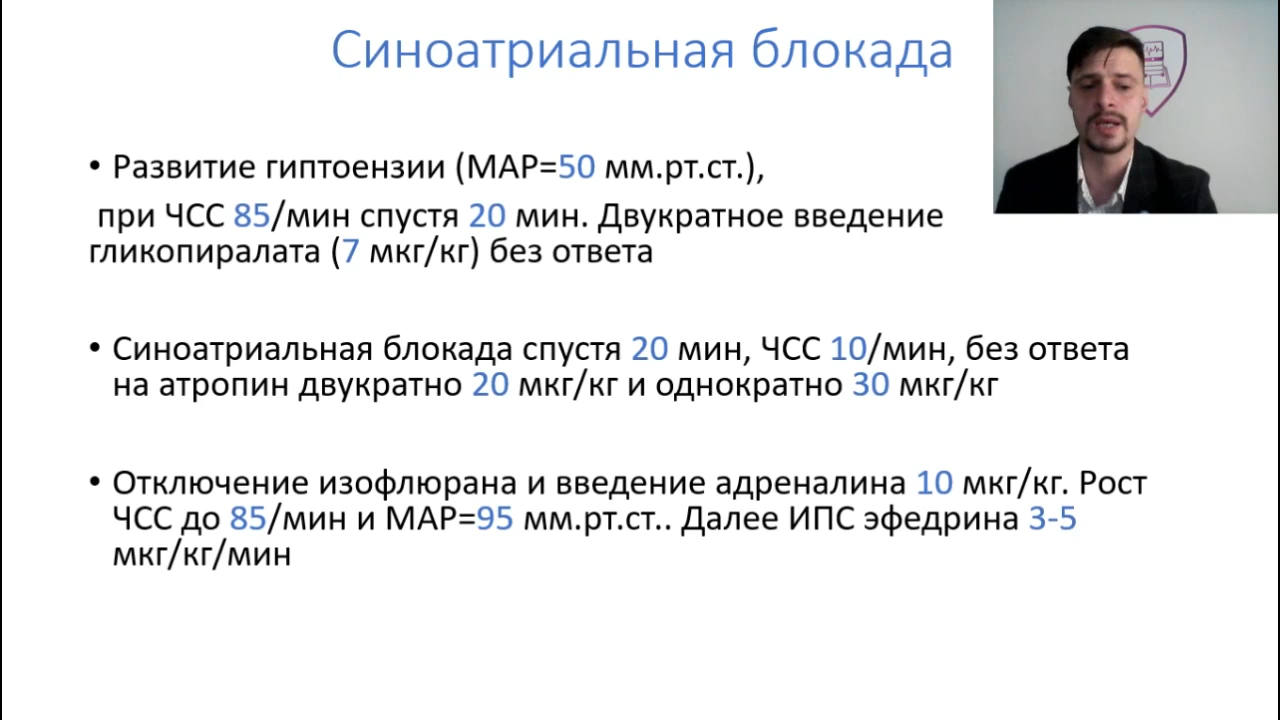 Синоатриальная блокада
• Развитие гиптоензии (МАР=50 мм.рт.ст.),
при ЧСС 85/мин спустя 20 мин. Двукратное введение
гликопиралата (7 мкг/кг) без ответа
• Синоатриальная блокада спустя 20 мин, ЧСС 10/мин, без ответа
на атропин двукратно 20 мкг/кг и однократно 30 мкг/кг
• Отключение изофлюрана и введение адреналина 10 мкг/кг. Рост
ЧСС до 85/мин и МАР=95 мм.рт.ст.. Далее ИПС эфедрина 3-5
мкг/кг/мин